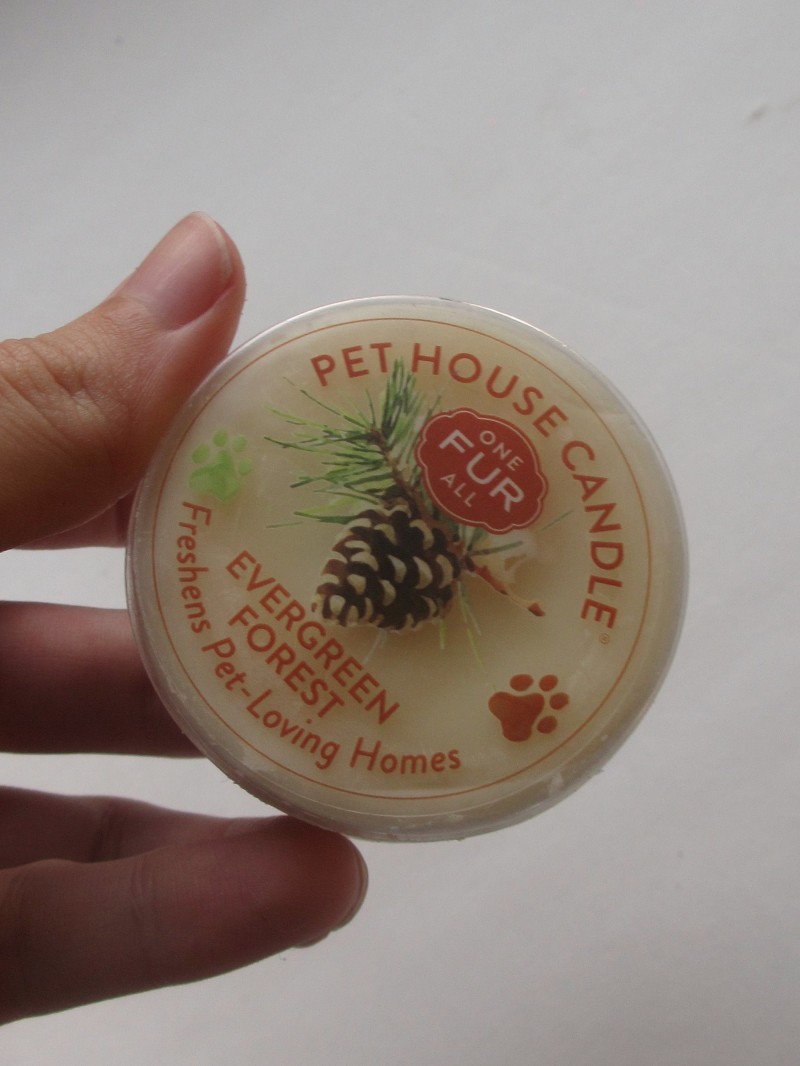 PET HOUSE CANDLE®
ONE
FUR
ALL
EVERGREEN
FOREST
Freshens Pet-Loving Homes